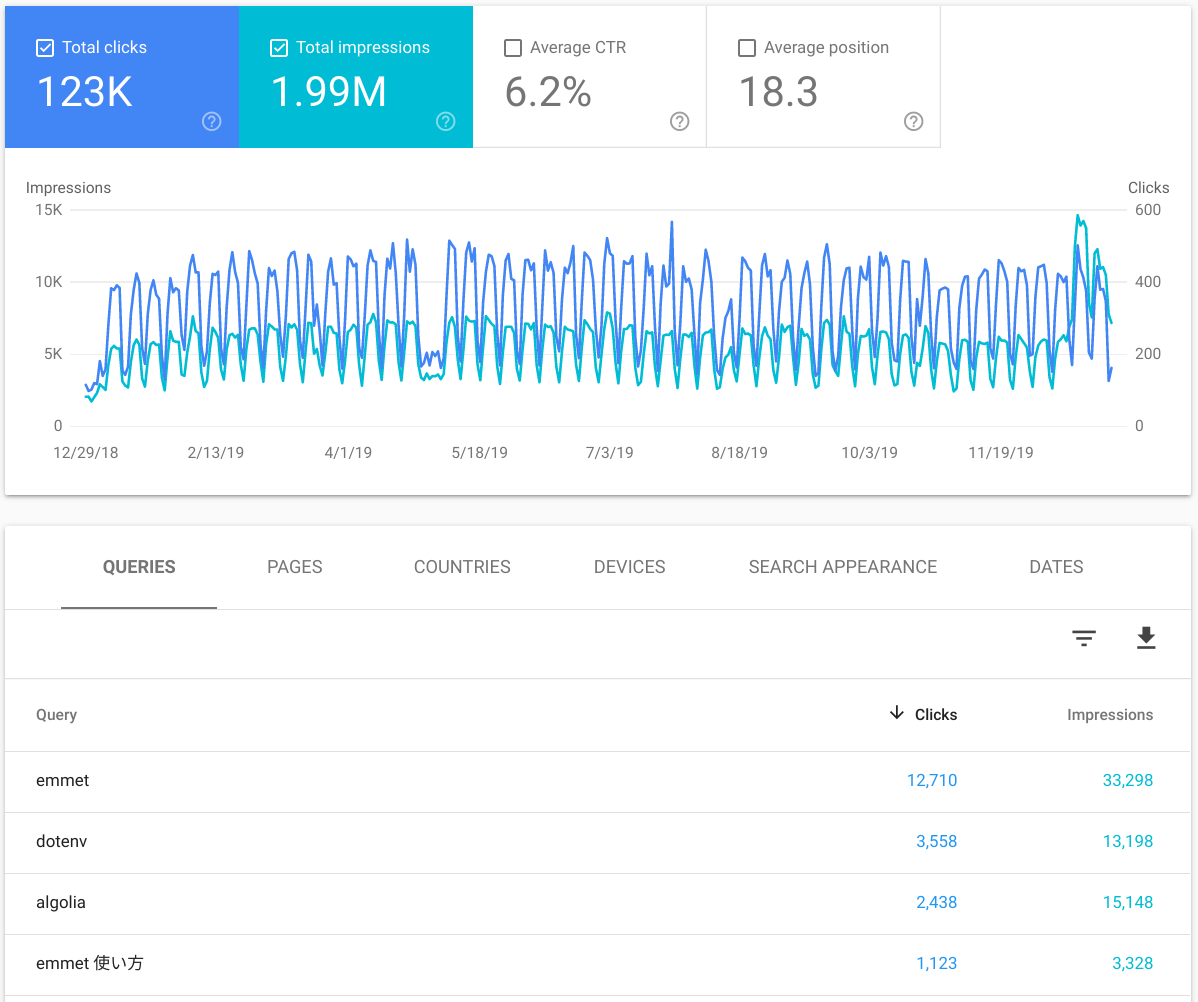 Total clicks Total impressions Average CTR Average position
123K 1.99M 6.2% 18.3
Impressions Clicks
15K 600
10K 400
5K 200
0 0
12/29/18 2/13/19 4/1/19 5/18/19 7/3/19 8/18/19 10/3/19 11/19/19
QUERIES PAGES COUNTRIES DEVICES SEARCH APPEARANCE DATES
Query Clicks Impressions
emmet 12,710 33,298
dotenv 3,558 13,198
algolia 2,438 15,148
emmet 使い方 1,123 3,328